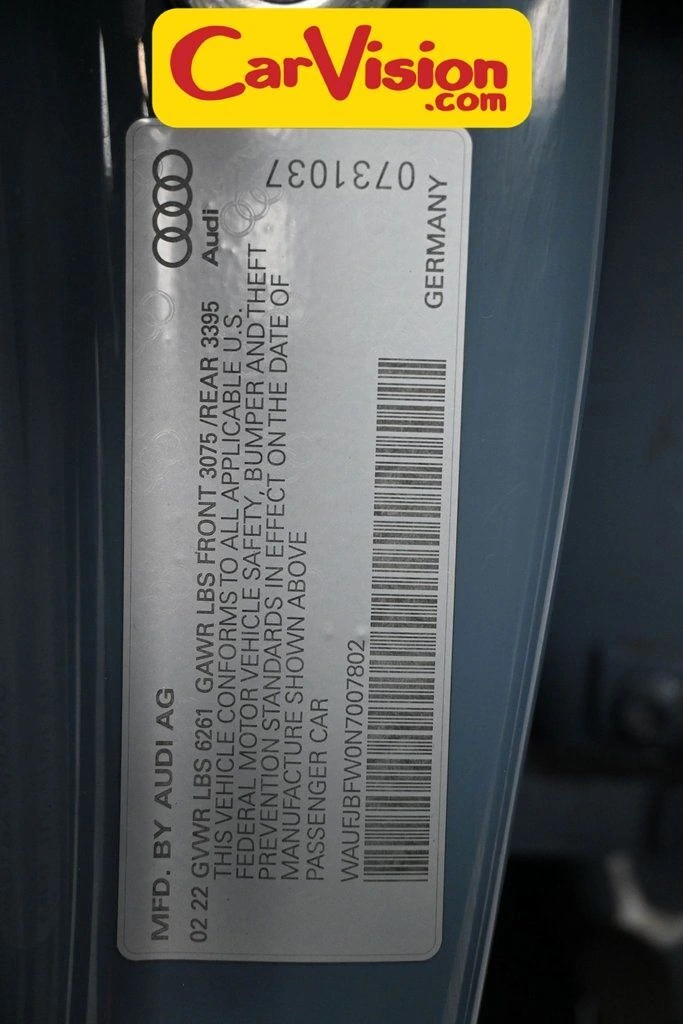 CarVision
.com
MFD. BY AUDI AG
Audi
02 22 GVWR LBS 6261 GAWR LBS FRONT 3075 /REAR 3395
THIS VEHICLE CONFORMS TO ALL APPLICABLE U.S.
FEDERAL MOTOR VEHICLE SAFETY, BUMPER AND THEFT
PREVENTION STANDARDS IN EFFECT ON THE DATE OF
MANUFACTURE SHOWN ABOVE
PASSENGER CAR
WAUFJBFW0N7007802
GERMANY
0731037